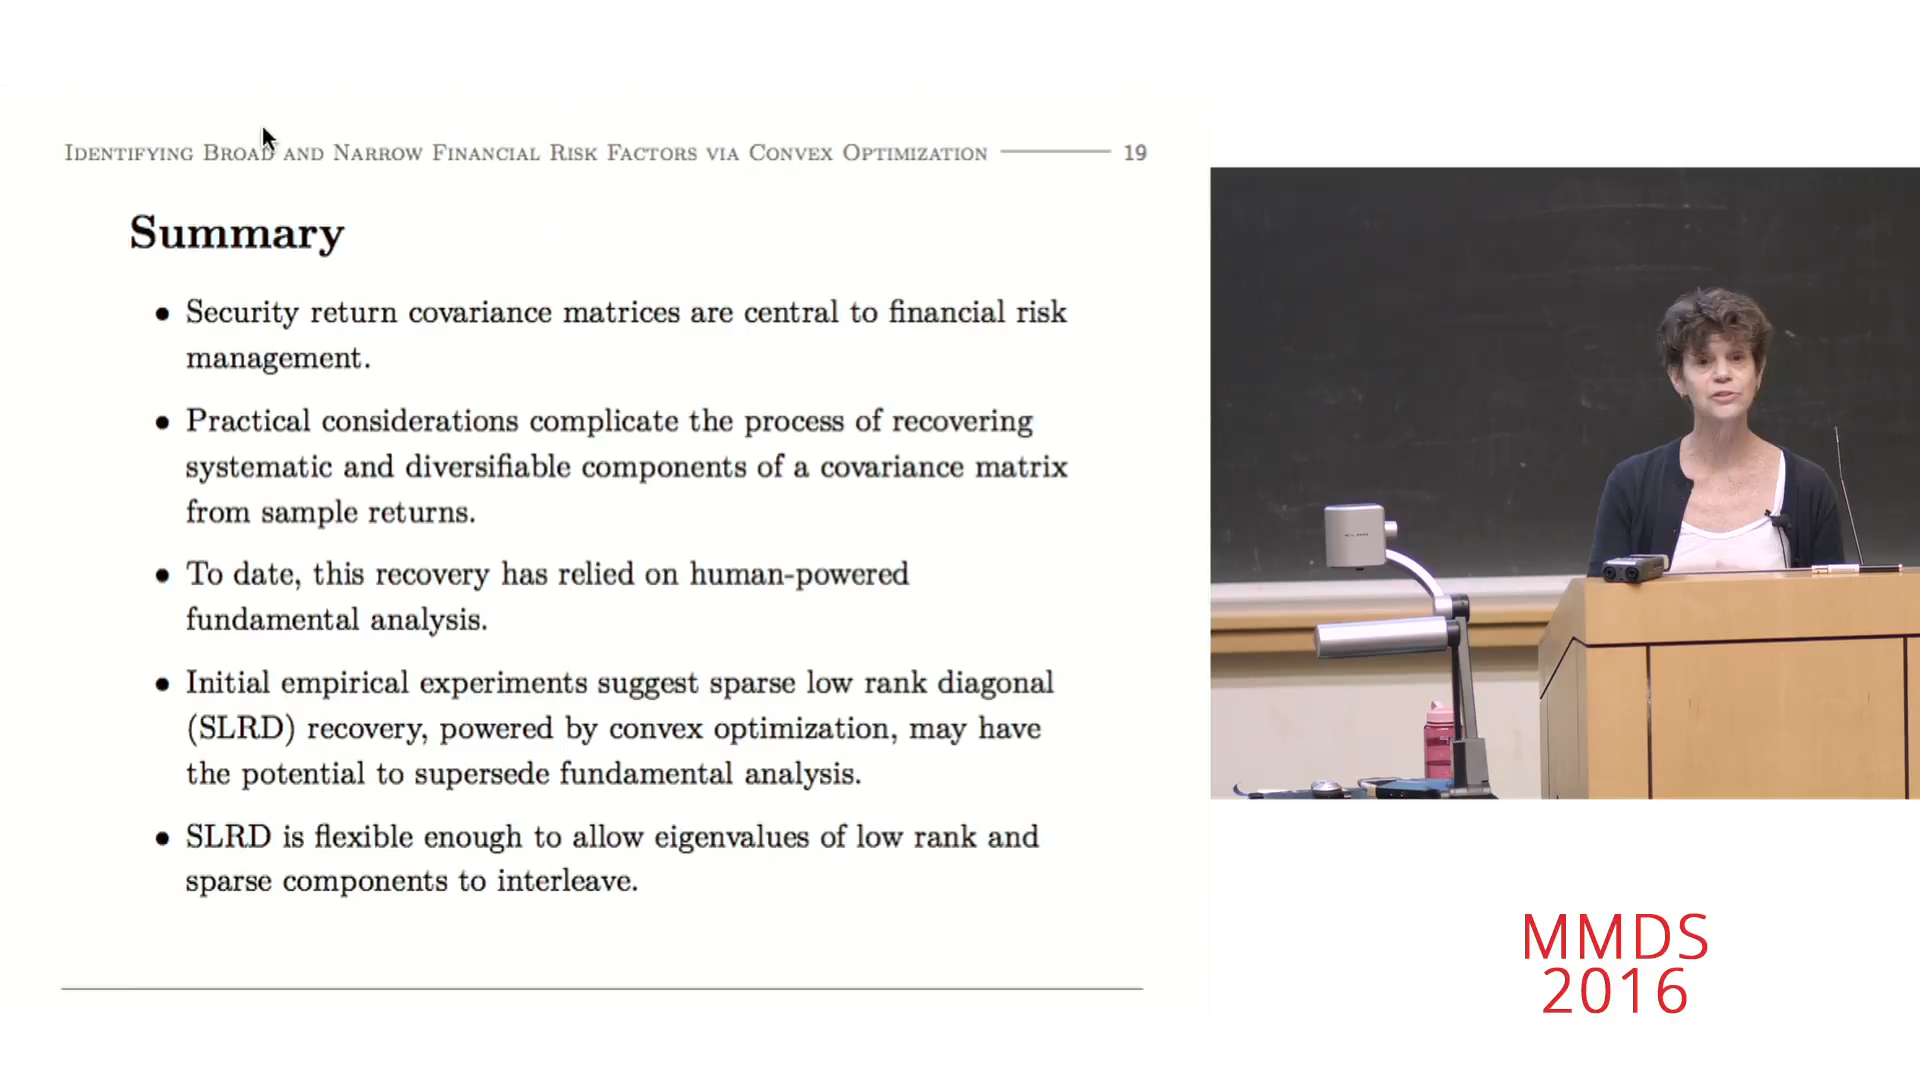 Identifying Broad and Narrow Financial Risk Factors via Convex Optimization 19
Summary
• Security return covariance matrices are central to financial risk
management.
• Practical considerations complicate the process of recovering
systematic and diversifiable components of a covariance matrix
from sample returns.
• To date, this recovery has relied on human-powered
fundamental analysis.
• Initial empirical experiments suggest sparse low rank diagonal
(SLRD) recovery, powered by convex optimization, may have
the potential to supersede fundamental analysis.
• SLRD is flexible enough to allow eigenvalues of low rank and
sparse components to interleave.
MMDS
2016